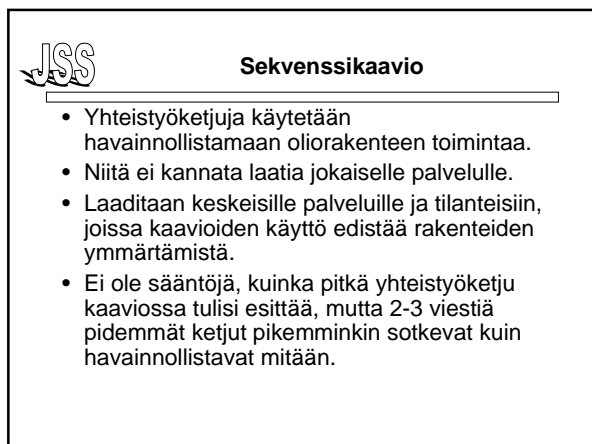 JSS
Sekvenssikaavio
• Yhteistyöketjuja käytetään
havainnollistamaan oliorakenteen toimintaa.
• Niitä ei kannata laatia jokaiselle palvelulle.
• Laaditaan keskeisille palveluille ja tilanteisiin,
joissa kaavioiden käyttö edistää rakenteiden
ymmärtämistä.
• Ei ole sääntöjä, kuinka pitkä yhteistyöketju
kaaviossa tulisi esittää, mutta 2-3 viestiä
pidemmät ketjut pikemminkin sotkevat kuin
havainnollistavat mitään.